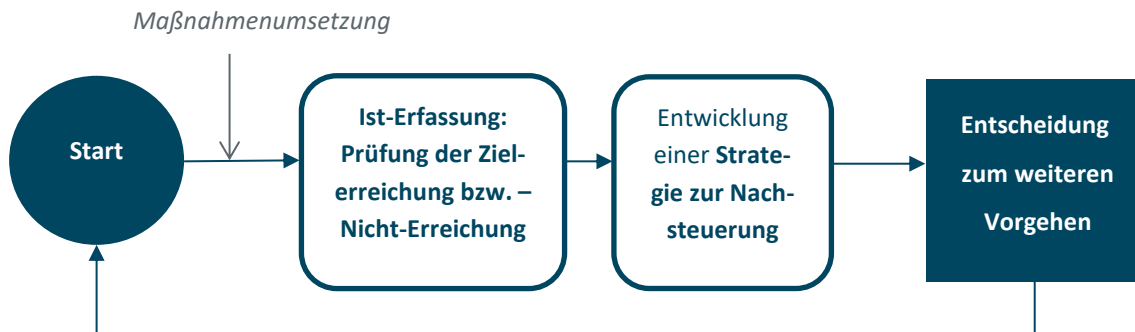 Maßnahmenumsetzung
Start
Ist-Erfassung:
Prüfung der Ziel-
erreichung bzw. –
Nicht-Erreichung
Entwicklung
einer Strate-
gie zur Nach-
steuerung
Entscheidung
zum weiteren
Vorgehen